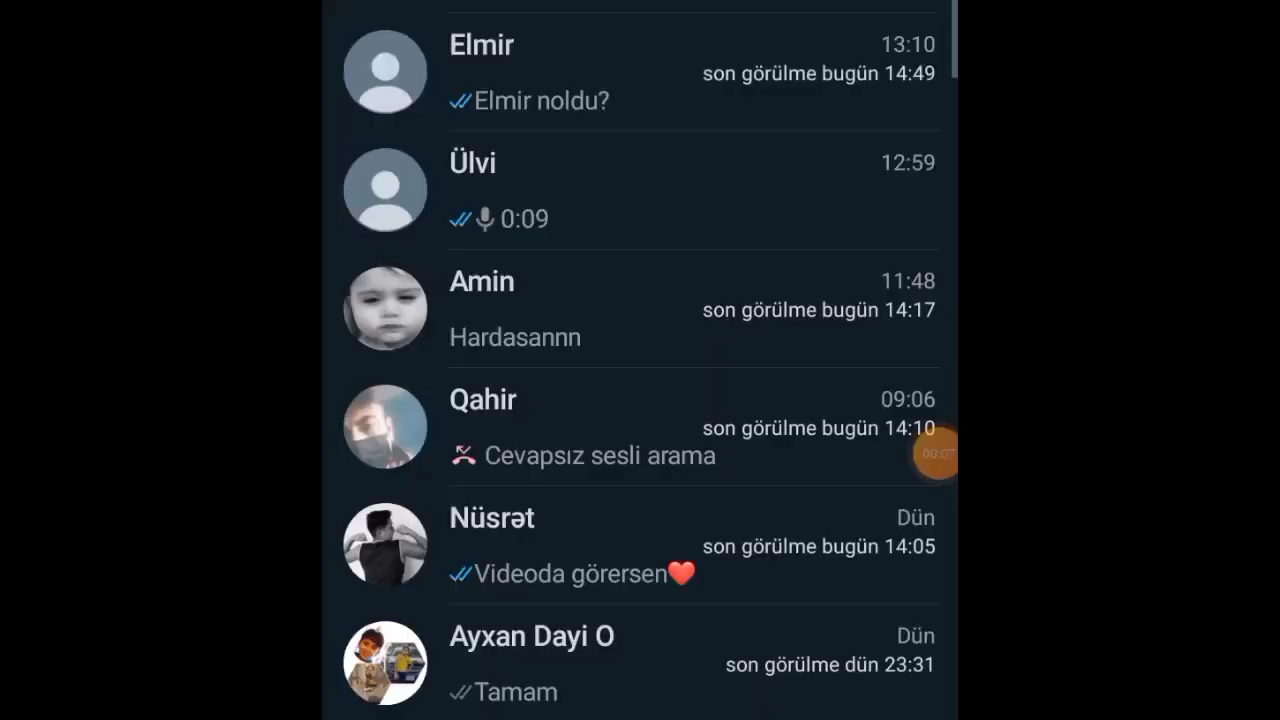 Elmir 13:10
son görülme bugün 14:49
Elmir noldu?
Ülvi 12:59
0:09
Amin 11:48
son görülme bugün 14:17
Hardasannn
Qahir 09:06
son görülme bugün 14:10
Cevapsız sesli arama
00:07
Nüsrət Dün
son görülme bugün 14:05
Videoda görersen❤️
Ayxan Dayi O Dün
son görülme dün 23:31
Tamam